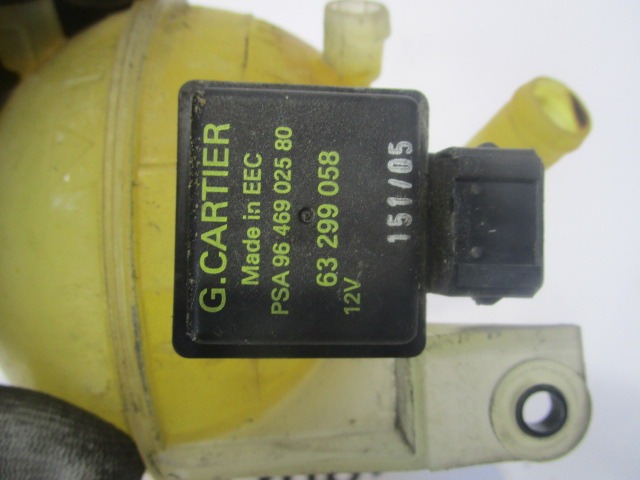 G.CARTIER
Made in EEC
PSA 96 469 025 80
63 299 058
12V
151/05